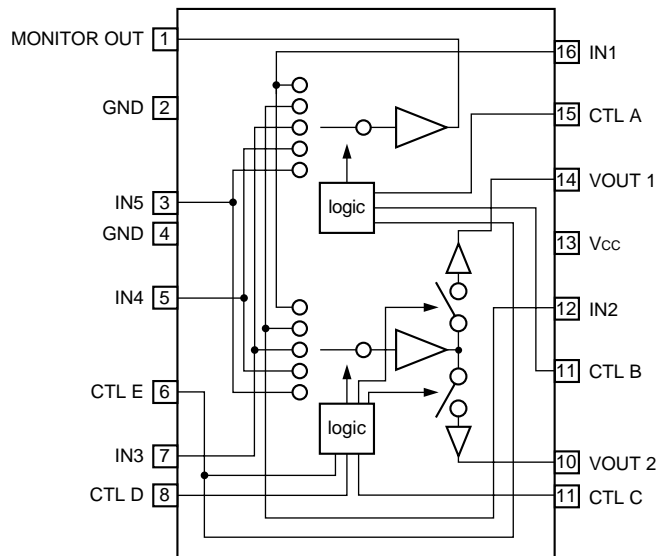 MONITOR OUT 1
16 IN1
GND 2
15 CTL A
14 VOUT 1
logic
IN5 3
GND 4
13 Vcc
IN4 5
12 IN2
11 CTL B
CTL E 6
logic
IN3 7
10 VOUT 2
CTL D 8
11 CTL C